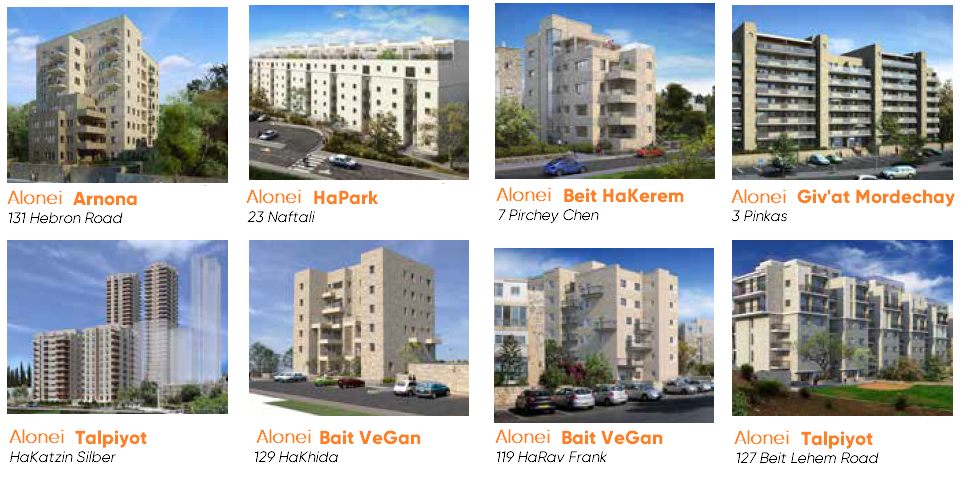 Alonei Arnona
131 Hebron Road
Alonei HaPark
23 Naftali
Alonei Beit HaKerem
7 Pirchey Chen
Alonei Giv'at Mordechay
3 Pinkas
Alonei Talpiyot
HaKatzin Silber
Alonei Bait VeGan
129 HaKhida
Alonei Bait VeGan
119 HaRav Frank
Alonei Talpiyot
127 Beit Lehem Road